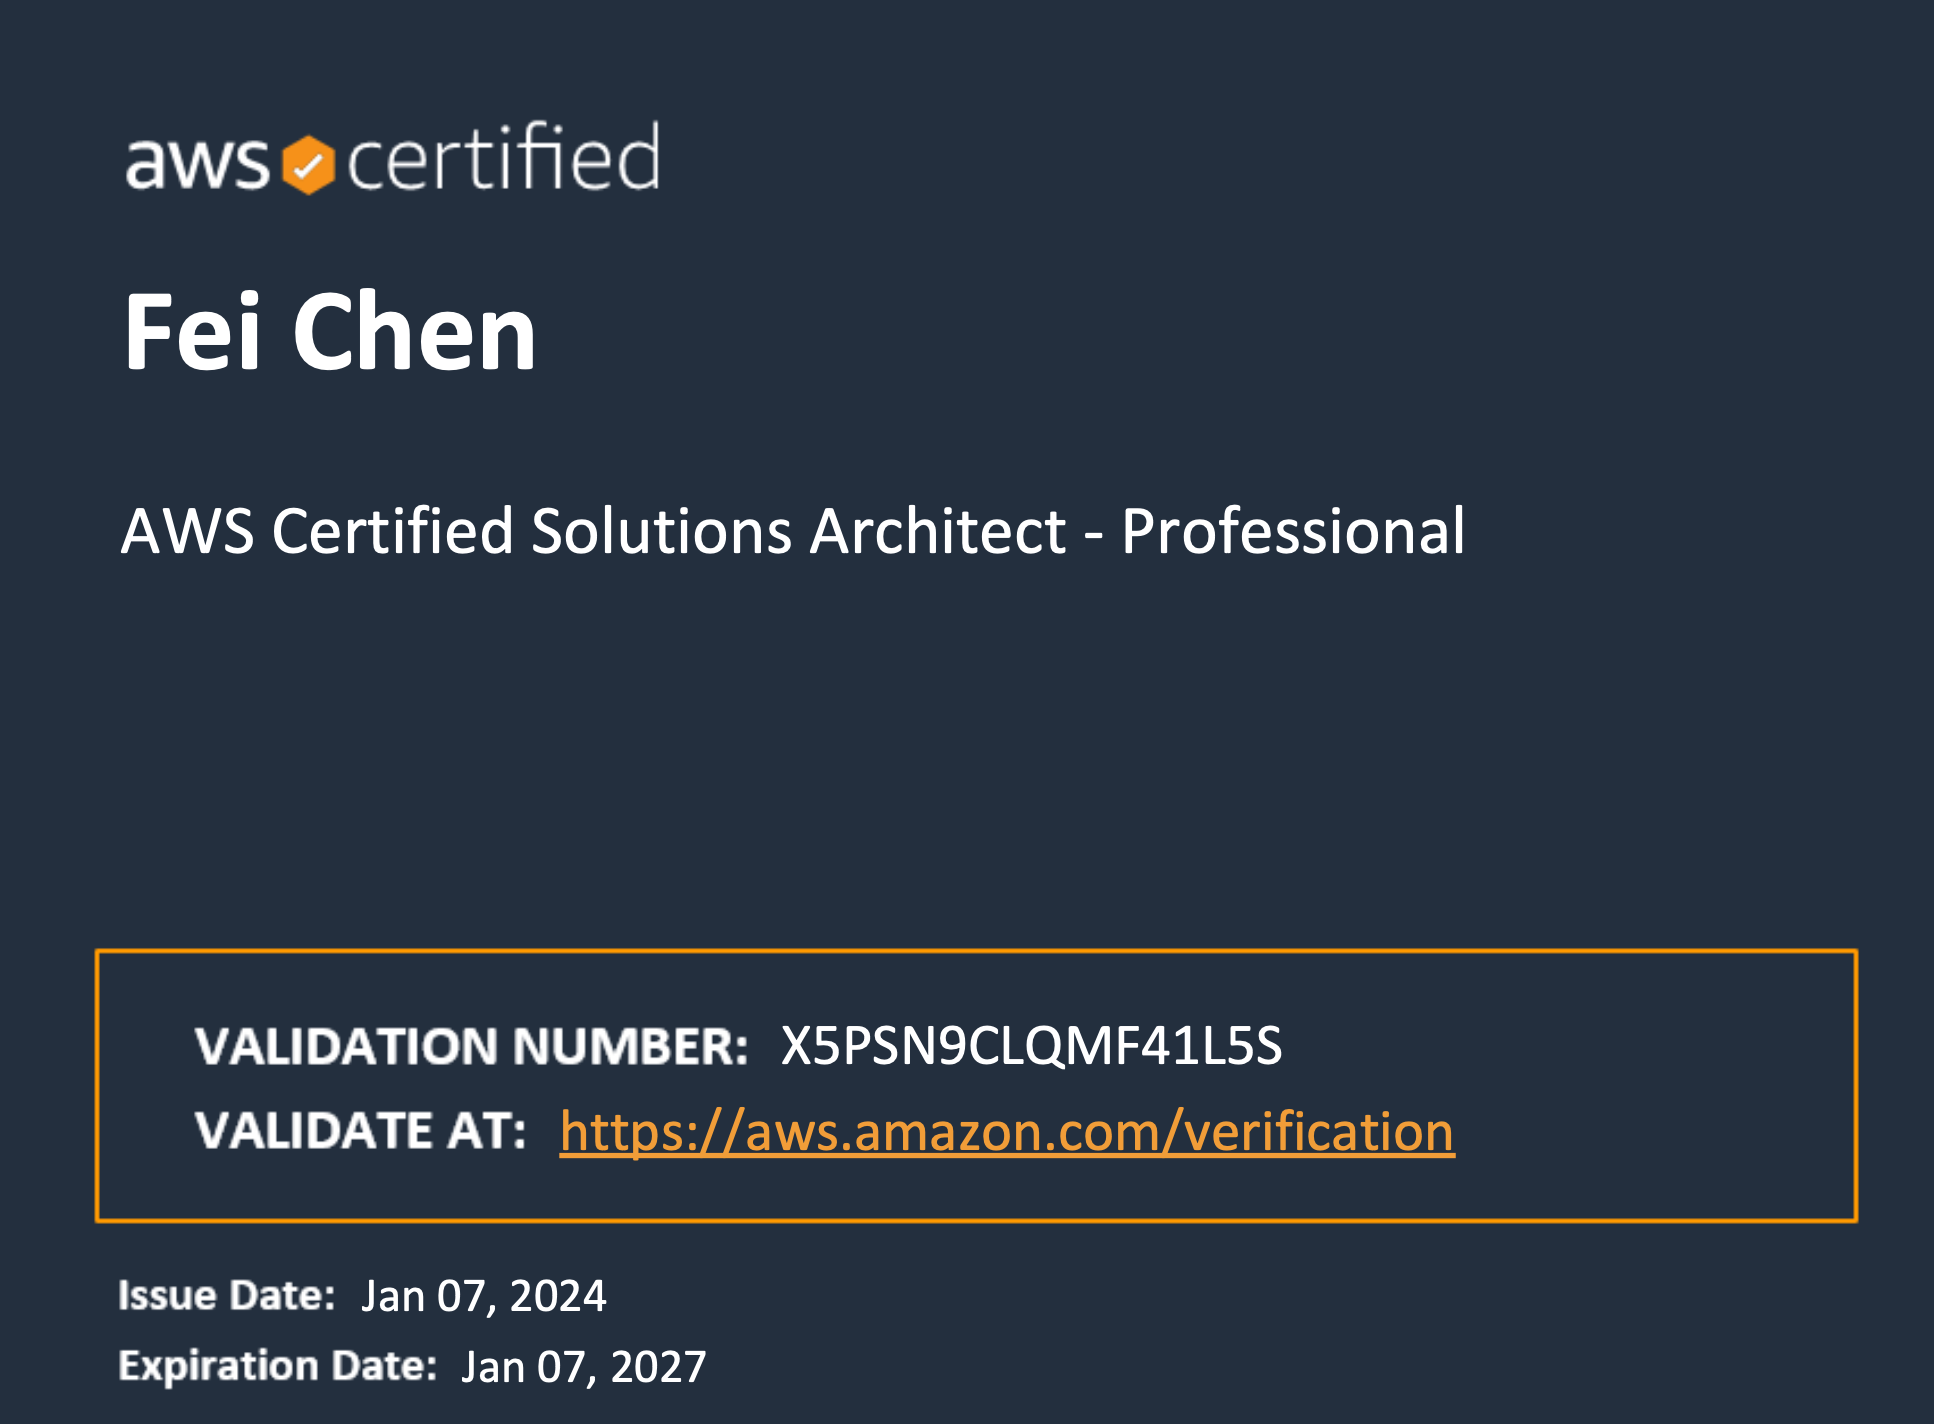 aws certified
Fei Chen
AWS Certified Solutions Architect - Professional
VALIDATION NUMBER: X5PSN9CLQMF41L5S
VALIDATE AT: https://aws.amazon.com/verification
Issue Date: Jan 07, 2024
Expiration Date: Jan 07, 2027